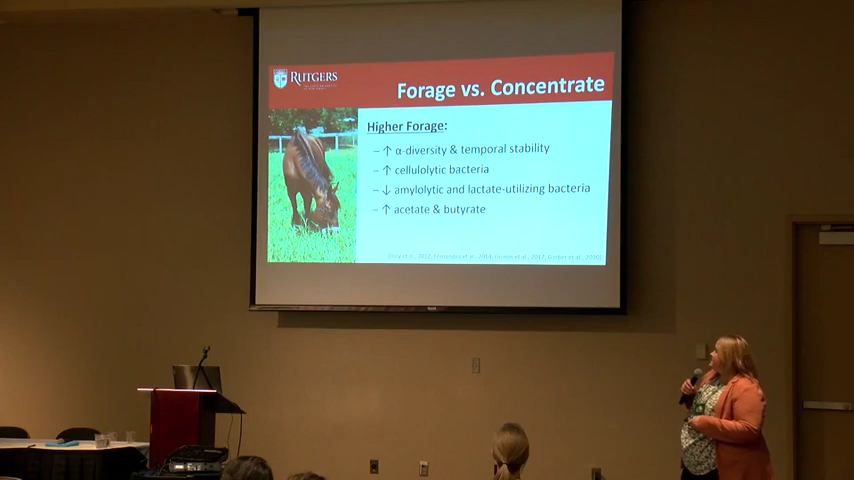 RUTGERS
Forage vs. Concentrate
Higher Forage:
– ↑ α-diversity & temporal stability
– ↑ cellulolytic bacteria
– ↓ amylolytic and lactate-utilizing bacteria
– ↑ acetate & butyrate